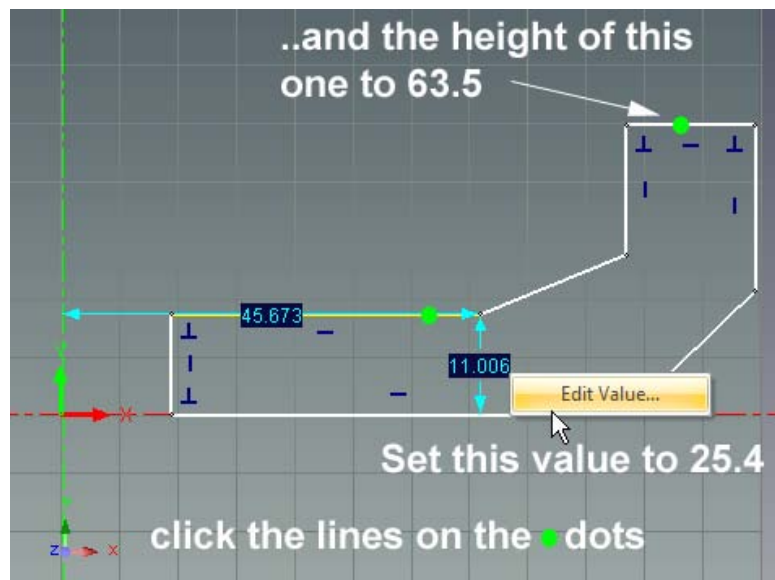 ..and the height of this
one to 63.5
45.673
11.006
Edit Value...
Y
X
Set this value to 25.4
click the lines on the dots
Z
X